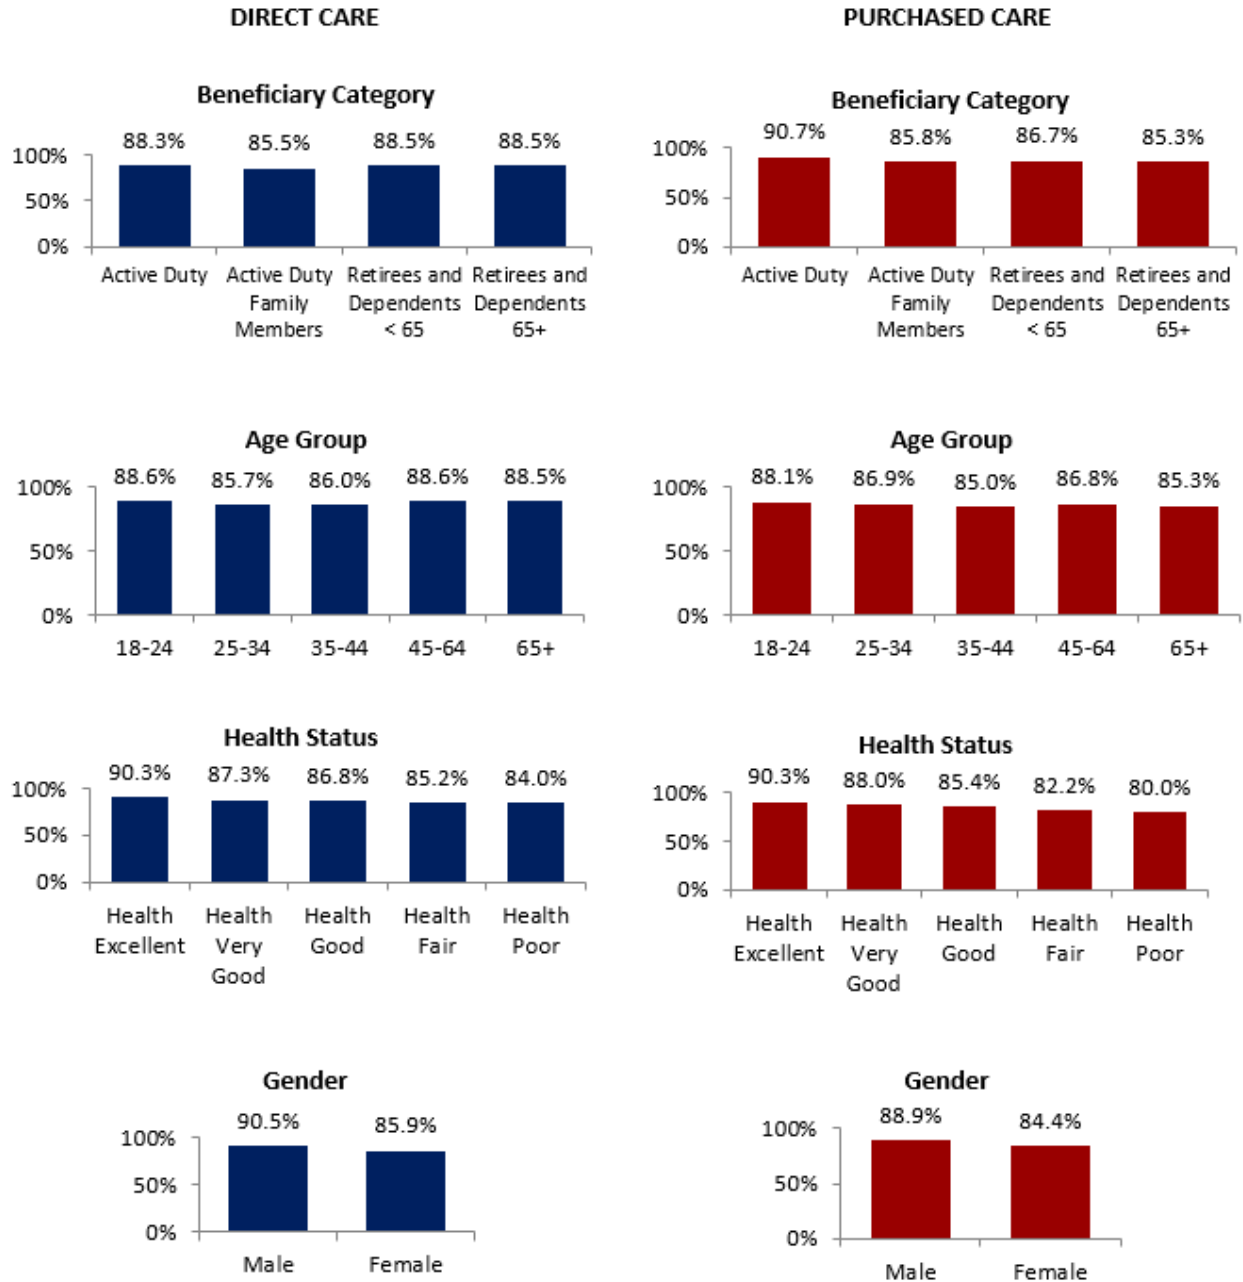 DIRECT CARE
Beneficiary Category
88.3% 85.5% 88.5% 88.5%
100%
50%
0%
Active Duty Active Duty Retirees and Retirees and
Family Dependents Dependents
Members < 65 65+
Age Group
88.6% 85.7% 86.0% 88.6% 88.5%
100%
50%
0%
18-24 25-34 35-44 45-64 65+
Health Status
90.3% 87.3% 86.8% 85.2% 84.0%
100%
50%
0%
Health Health Health Health Health
Excellent Very Good Fair Poor
Good
Gender
90.5% 85.9%
100%
50%
0%
Male Female
PURCHASED CARE
Beneficiary Category
90.7% 85.8% 86.7% 85.3%
100%
50%
0%
Active Duty Active Duty Retirees and Retirees and
Family Dependents Dependents
Members < 65 65+
Age Group
88.1% 86.9% 85.0% 86.8% 85.3%
100%
50%
0%
18-24 25-34 35-44 45-64 65+
Health Status
90.3% 88.0% 85.4% 82.2% 80.0%
100%
50%
0%
Health Health Health Health Health
Excellent Very Good Fair Poor
Good
Gender
88.9% 84.4%
100%
50%
0%
Male Female